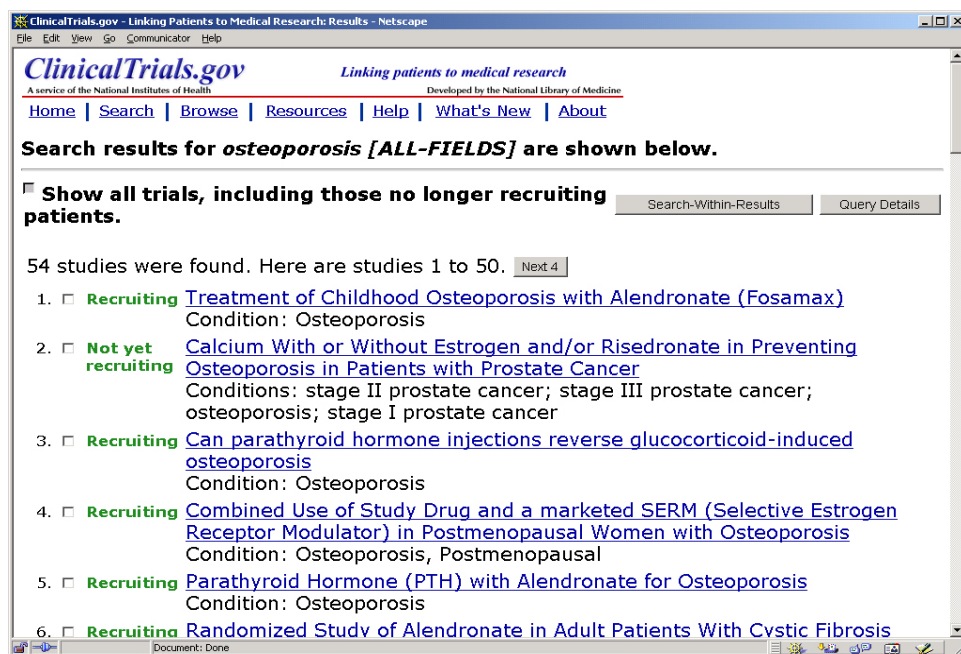 ClinicalTrials.gov - Linking Patients to Medical Research: Results - Netscape
File Edit View Go Communicator Help
ClinicalTrials.gov Linking patients to medical research
A service of the National Institutes of Health Developed by the National Library of Medicine
Home | Search | Browse | Resources | Help | What's New | About
Search results for osteoporosis [ALL-FIELDS] are shown below.
Show all trials, including those no longer recruiting
patients.
Search-Within-Results Query Details
54 studies were found. Here are studies 1 to 50. Next 4
1. Recruiting Treatment of Childhood Osteoporosis with Alendronate (Fosamax)
Condition: Osteoporosis
2. Not yet recruiting Calcium With or Without Estrogen and/or Risedronate in Preventing
Osteoporosis in Patients with Prostate Cancer
Conditions: stage II prostate cancer; stage III prostate cancer;
osteoporosis; stage I prostate cancer
3. Recruiting Can parathyroid hormone injections reverse glucocorticoid-induced
osteoporosis
Condition: Osteoporosis
4. Recruiting Combined Use of Study Drug and a marketed SERM (Selective Estrogen
Receptor Modulator) in Postmenopausal Women with Osteoporosis
Condition: Osteoporosis, Postmenopausal
5. Recruiting Parathyroid Hormone (PTH) with Alendronate for Osteoporosis
Condition: Osteoporosis
6. Recruiting Randomized Study of Alendronate in Adult Patients With Cystic Fibrosis
Document: Done